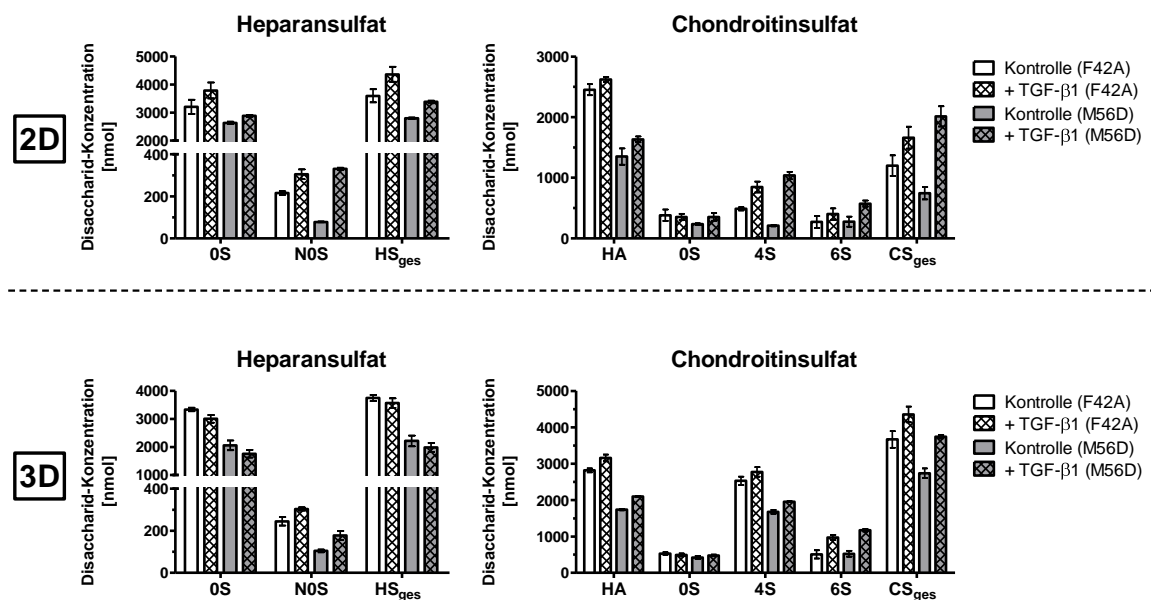 2D
Heparansulfat
Disaccharid-Konzentration
[nmol]
5000
4000
3000
2000
400
200
0
0S
N0S
HSges
Chondroitinsulfat
3000
2000
1000
0
HA
0S
4S
6S
CSges
Kontrolle (F42A)
+ TGF-β1 (F42A)
Kontrolle (M56D)
+ TGF-β1 (M56D)
3D
Heparansulfat
Disaccharid-Konzentration
[nmol]
4000
3000
2000
1000
400
200
0
0S
N0S
HSges
Chondroitinsulfat
Disaccharid-Konzentration
[nmol]
5000
4000
3000
2000
1000
0
HA
0S
4S
6S
CSges
Kontrolle (F42A)
+ TGF-β1 (F42A)
Kontrolle (M56D)
+ TGF-β1 (M56D)
Disaccharid-Konzentration
[nmol]